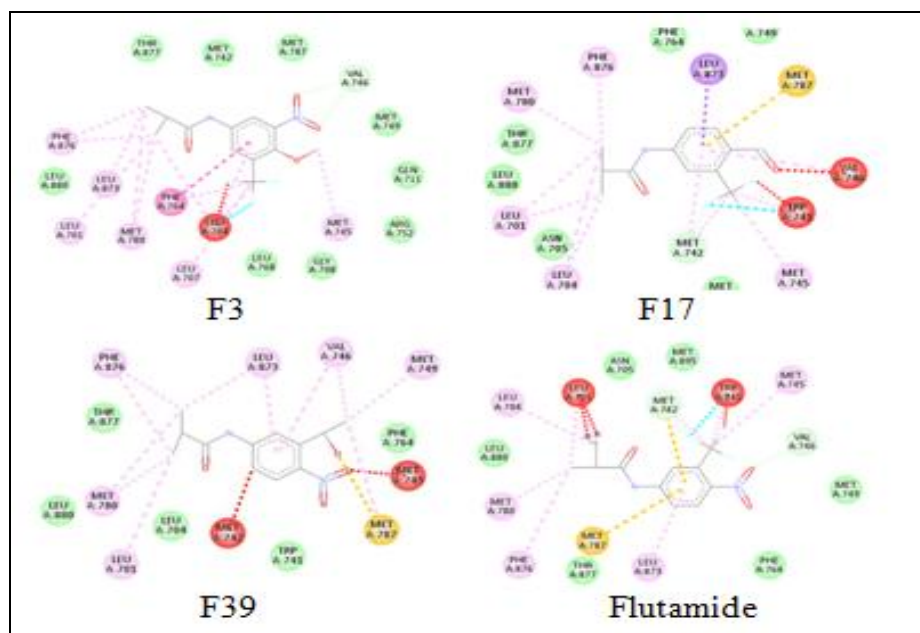 THR
A:877
MET
A:742
MET
A:787
VAL
A:746
MET
A:749
PHE
A:876
LEU
A:880
LEU
A:873
PHE
A:764
GLN
A:711
LEU
A:701
MET
A:780
MET
A:745
ARG
A:752
LEU
A:707
LEU
GLY
A:708
F3
PHE
A:764
A:749
PHE
A:876
LEU
A:873
MET
A:787
MET
A:780
THR
A:877
LEU
A:880
VAL
A:746
TRP
A:741
LEU
A:701
ASN
A:705
MET
A:742
LEU
A:704
MET
MET
A:745
F17
PHE
A:876
LEU
A:873
VAL
A:746
MET
A:749
THR
A:877
PHE
A:764
MET
A:745
LEU
A:880
MET
A:780
LEU
A:704
MET
A:742
MET
A:787
LEU
A:701
TRP
A:741
F39
ASN
A:705
MET
A:895
LEU
TRP
A:741
MET
A:745
LEU
A:704
MET
A:742
VAL
A:746
LEU
A:880
MET
A:780
MET
A:749
MET
A:787
PHE
A:876
THR
A:877
LEU
A:873
PHE
A:764
Flutamide